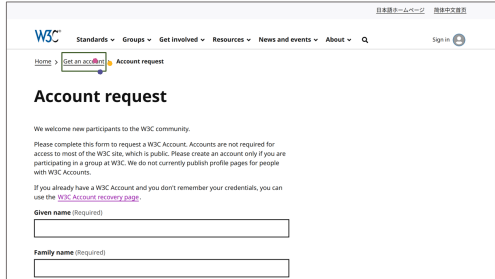 日本語ホームページ 简体中文首页
W3C®
Standards Groups Get involved Resources News and events About Sign in
Home > Get an account Account request
Account request
We welcome new participants to the W3C community.
Please complete this form to request a W3C Account. Accounts are not required for
access to most of the W3C site, which is public, Please create an account only if you are
participating in a group at W3C. We do not currently publish profile pages for people
with W3C Accounts.
If you already have a W3C Account and you don't remember your credentials, you can
use the W3C Account recovery page.
Given name (Required)
Family name (Required)